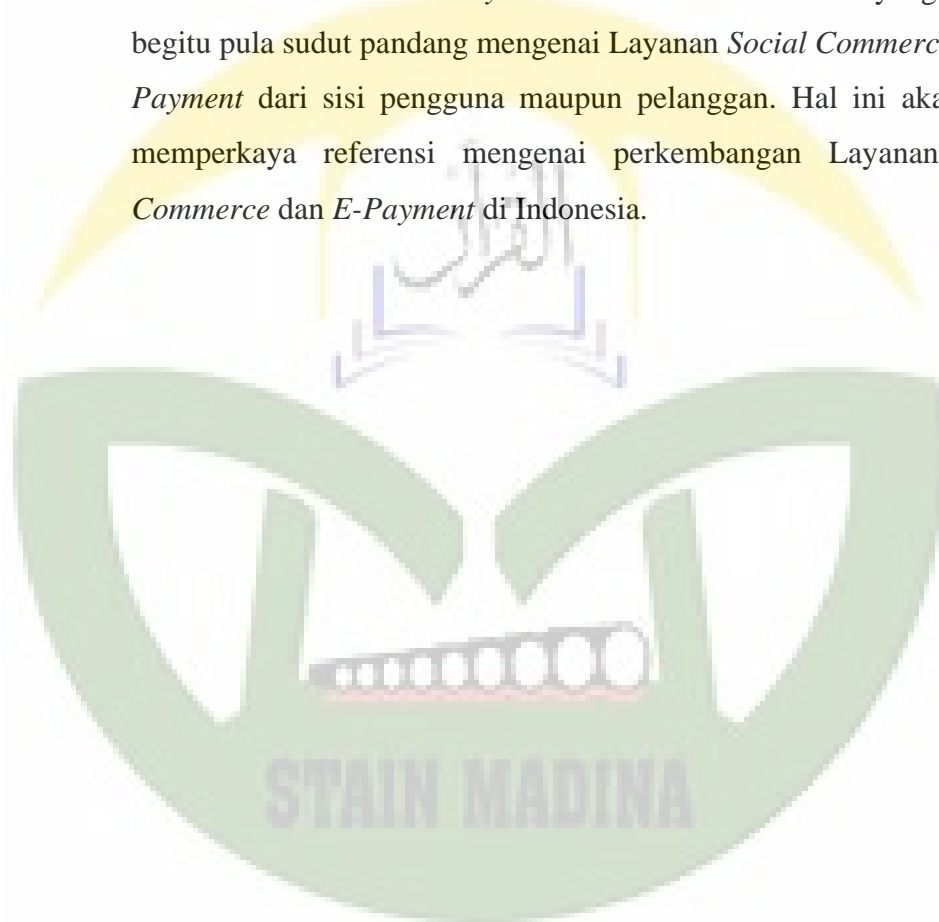 begitu pula sudut pandang mengenai Layanan Social Commerc
Payment dari sisi pengguna maupun pelanggan. Hal ini aka
memperkaya referensi mengenai perkembangan Layanan
Commerce dan E-Payment di Indonesia.
القرآن
STAIN MADINA